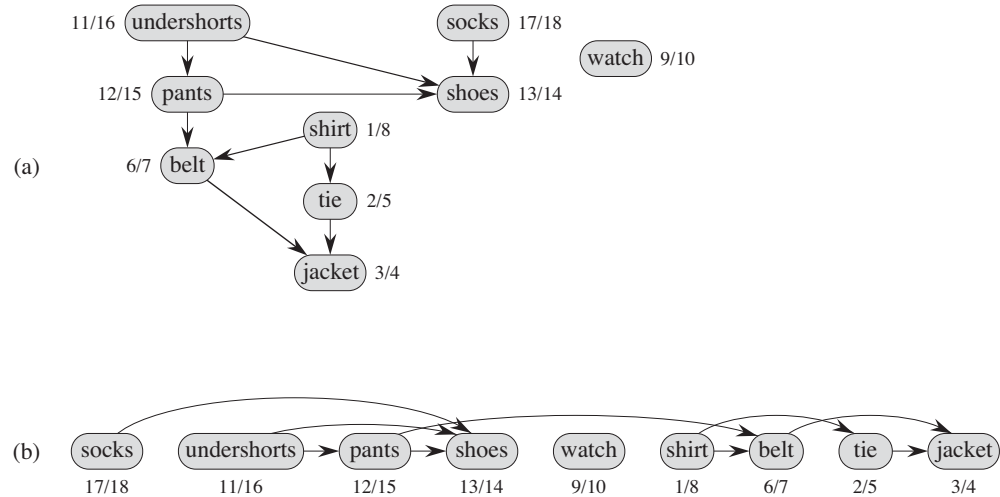 11/16 undershorts socks 17/18
watch 9/10
12/15 pants shoes 13/14
shirt 1/8
(a) 6/7 belt
tie 2/5
jacket 3/4
(b) socks undershorts pants shoes watch shirt belt tie jacket
17/18 11/16 12/15 13/14 9/10 1/8 6/7 2/5 3/4